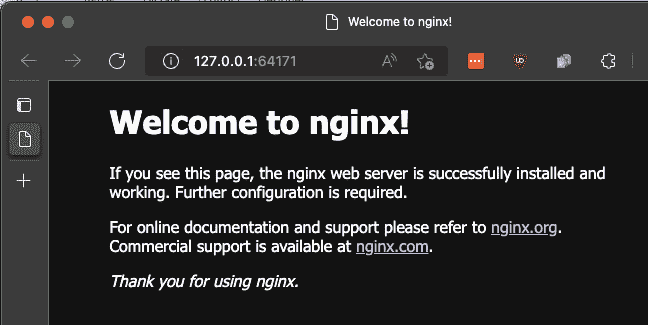 Welcome to nginx!
127.0.0.1:64171
Welcome to nginx!
If you see this page, the nginx web server is successfully installed and
working. Further configuration is required.
For online documentation and support please refer to nginx.org.
Commercial support is available at nginx.com.
Thank you for using nginx.